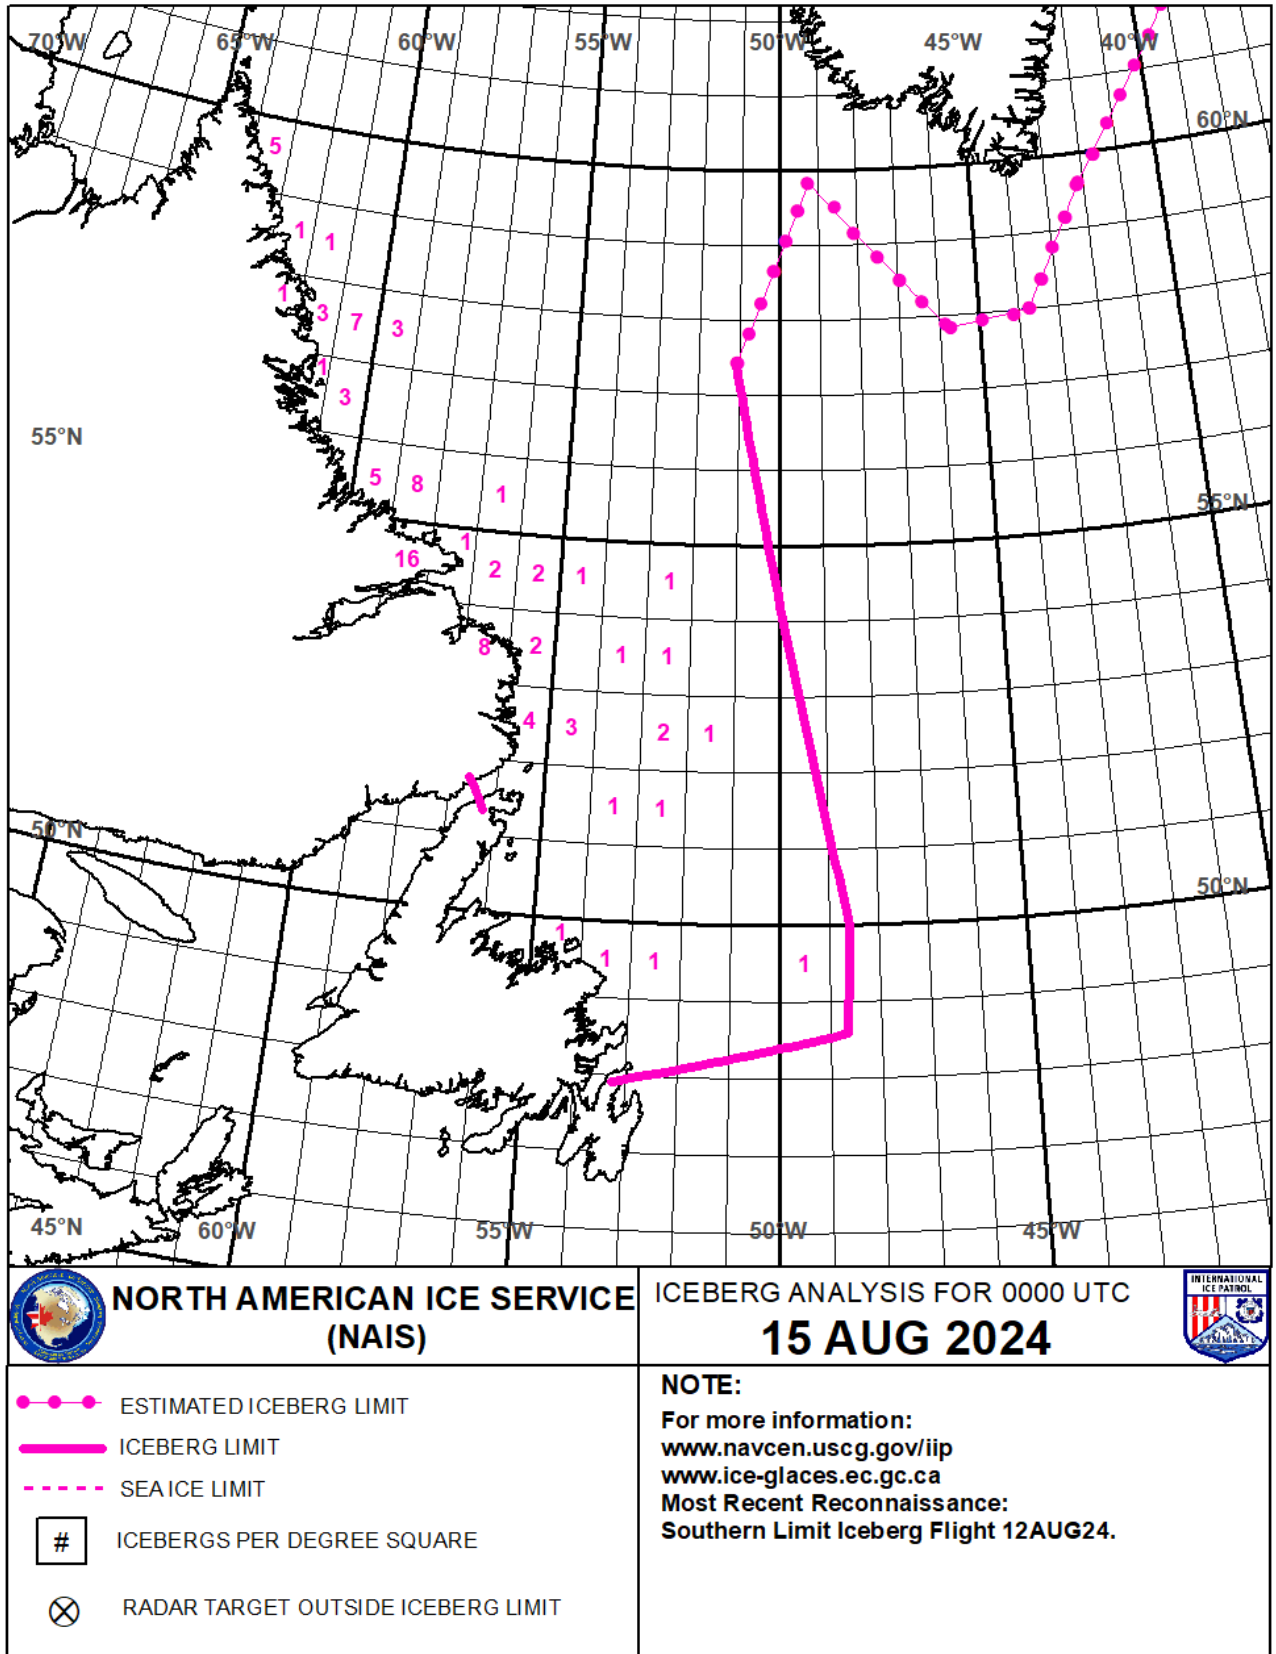 70°W 65°W 60°W 55°W 50°W 45°W 40°W
60°N
5
1 1
1
3 7 3
1
3
55°N
5 8 1
55°N
1
16 2 2 1 1
8 2 1 1
4 3 2 1
1 1
50°N
50°N
1
1 1 1
45°N 60°W 55°W 50°W 45°W
NORTH AMERICAN ICE SERVICE
(NAIS)
ICEBERG ANALYSIS FOR 0000 UTC
15 AUG 2024
INTERNATIONAL
ICE PATROL
ESTIMATED ICEBERG LIMIT
ICEBERG LIMIT
SEA ICE LIMIT
# ICEBERGS PER DEGREE SQUARE
RADAR TARGET OUTSIDE ICEBERG LIMIT
NOTE:
For more information:
www.navcen.uscg.gov/iip
www.ice-glaces.ec.gc.ca
Most Recent Reconnaissance:
Southern Limit Iceberg Flight 12AUG24.